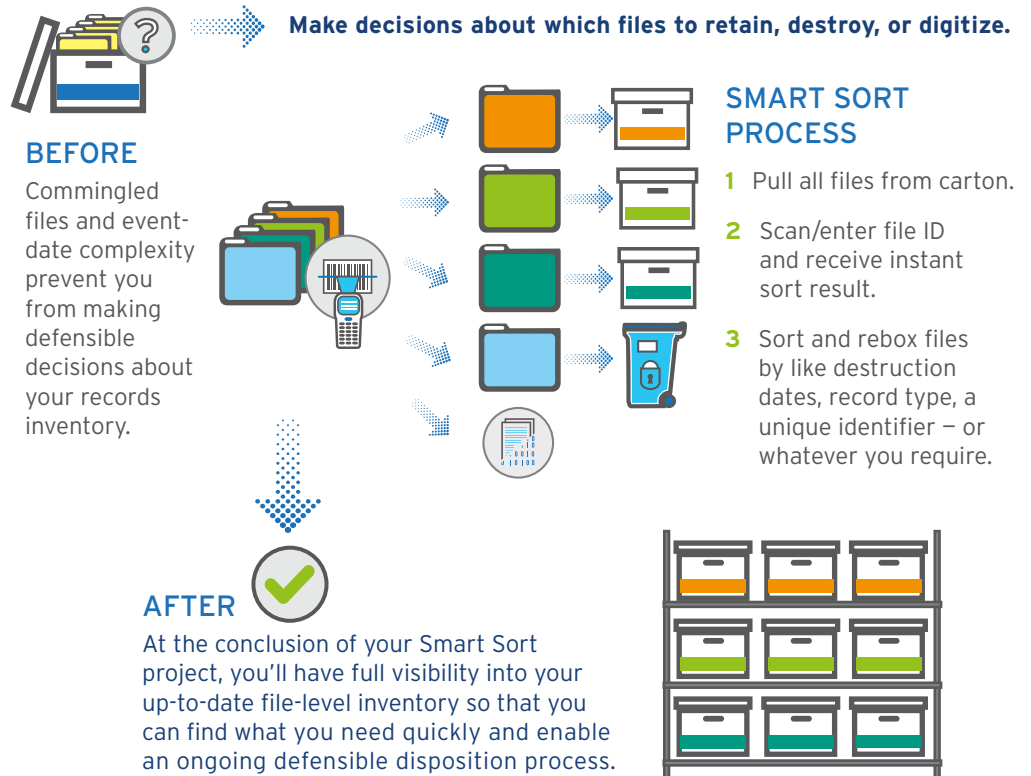 Make decisions about which files to retain, destroy, or digitize.
BEFORE
Commingled
files and event-
date complexity
prevent you
from making
defensible
decisions about
your records
inventory.
SMART SORT
PROCESS
1 Pull all files from carton.
2 Scan/enter file ID
and receive instant
sort result.
3 Sort and rebox files
by like destruction
dates, record type, a
unique identifier – or
whatever you require.
AFTER
At the conclusion of your Smart Sort
project, you’ll have full visibility into your
up-to-date file-level inventory so that you
can find what you need quickly and enable
an ongoing defensible disposition process.